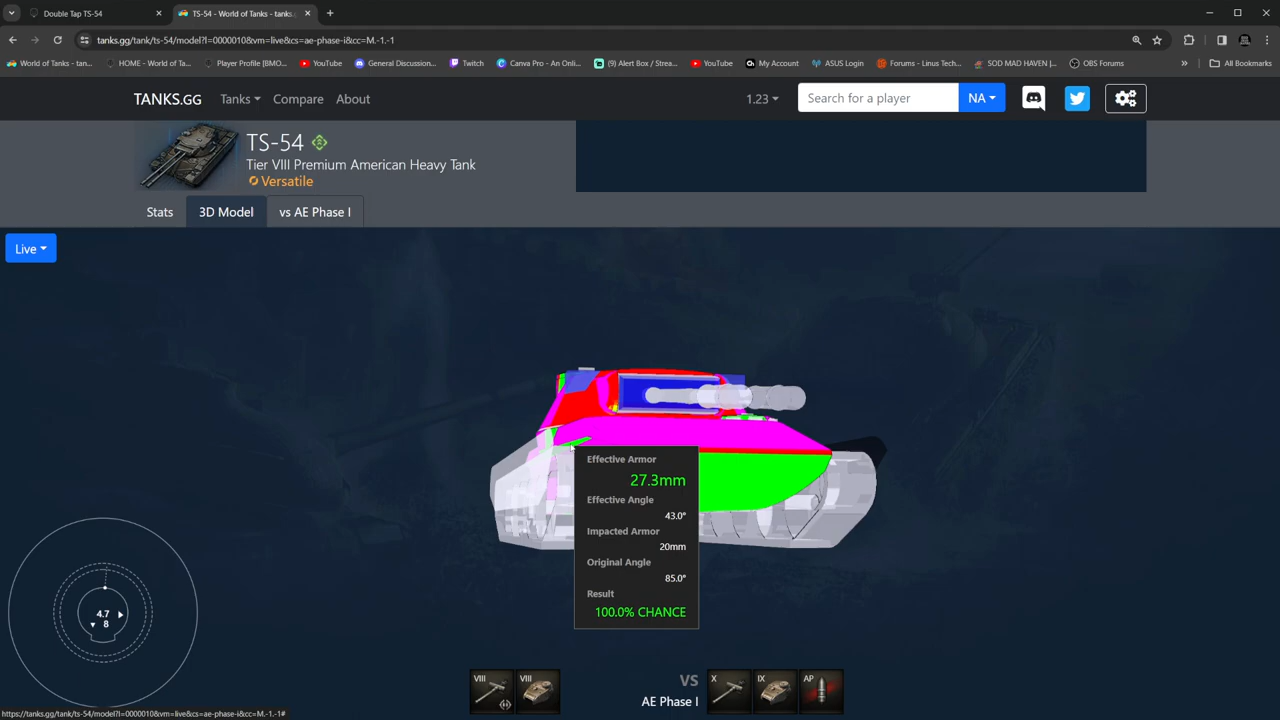 Double Tap TS-54
TS-54 - World of Tanks - tanks.
tanks.gg/tank/ts-54/model?l=0000010&vm=live&cs=ae-phase-i&cc=M.-1.-1
World of Tanks - tan...
HOME - World of Ta...
Player Profile (BMO...
YouTube
General Discussion...
Twitch
Canva Pro - An Onli...
(9) Alert Box / Strea...
YouTube
My Account
ASUS Login
Forums - Linus Tech...
SOD MAD HAVEN |...
OBS Forums
All Bookmarks
TANKS.GG
Tanks
Compare
About
1.23
Search for a player
NA
TS-54
Tier VIII Premium American Heavy Tank
Versatile
Stats
3D Model
vs AE Phase I
Live
Effective Armor
27.3mm
Effective Angle
43.0°
Impacted Armor
20mm
Original Angle
85.0°
Result
100.0% CHANCE
4.7
8
VIII
VIII
VS
AE Phase I
X
IX
AP
https://tanks.gg/tank/ts-54/model?l=0000010&vm=live&cs=ae-phase-i&cc=M.-1.-1#